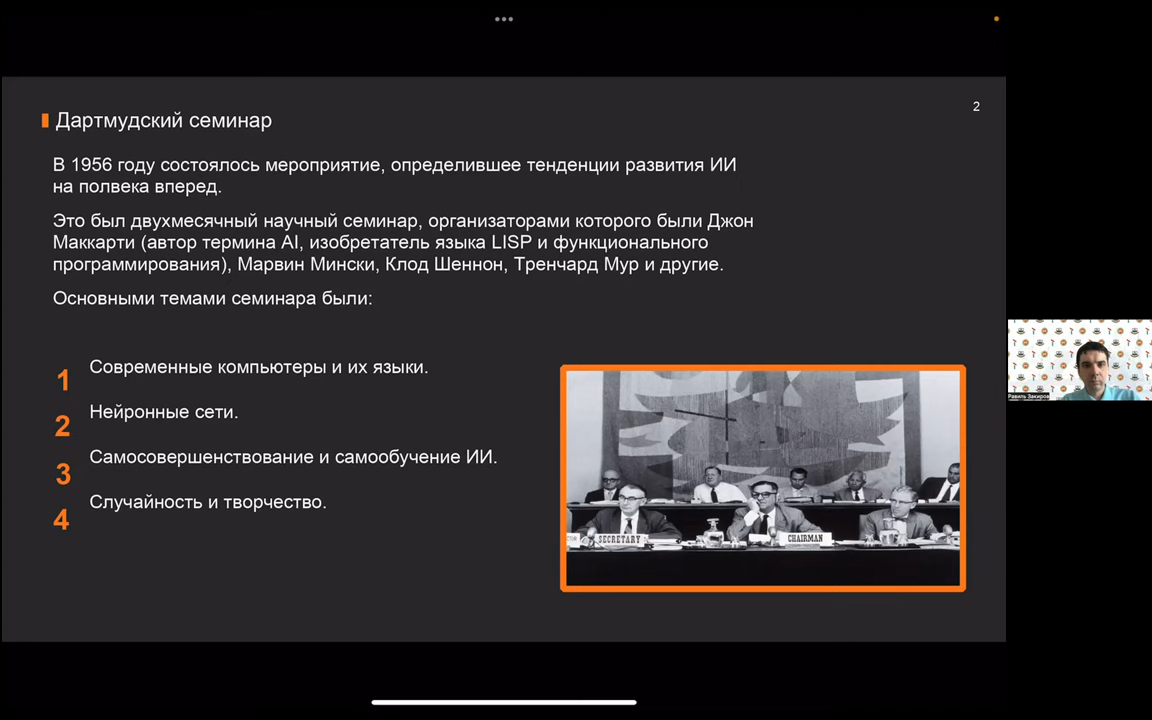 2
Дартмудский семинар
В 1956 году состоялось мероприятие, определившее тенденции развития ИИ
на полвека вперед.
Это был двухмесячный научный семинар, организаторами которого были Джон
Маккарти (автор термина AI, изобретатель языка LISP и функционального
программирования), Марвин Мински, Клод Шеннон, Тренчард Мур и другие.
Основными темами семинара были:
1 Современные компьютеры и их языки.
2 Нейронные сети.
3 Самосовершенствование и самообучение ИИ.
4 Случайность и творчество.
SECRETARY
CHAIRMAN
Равиль Закиров